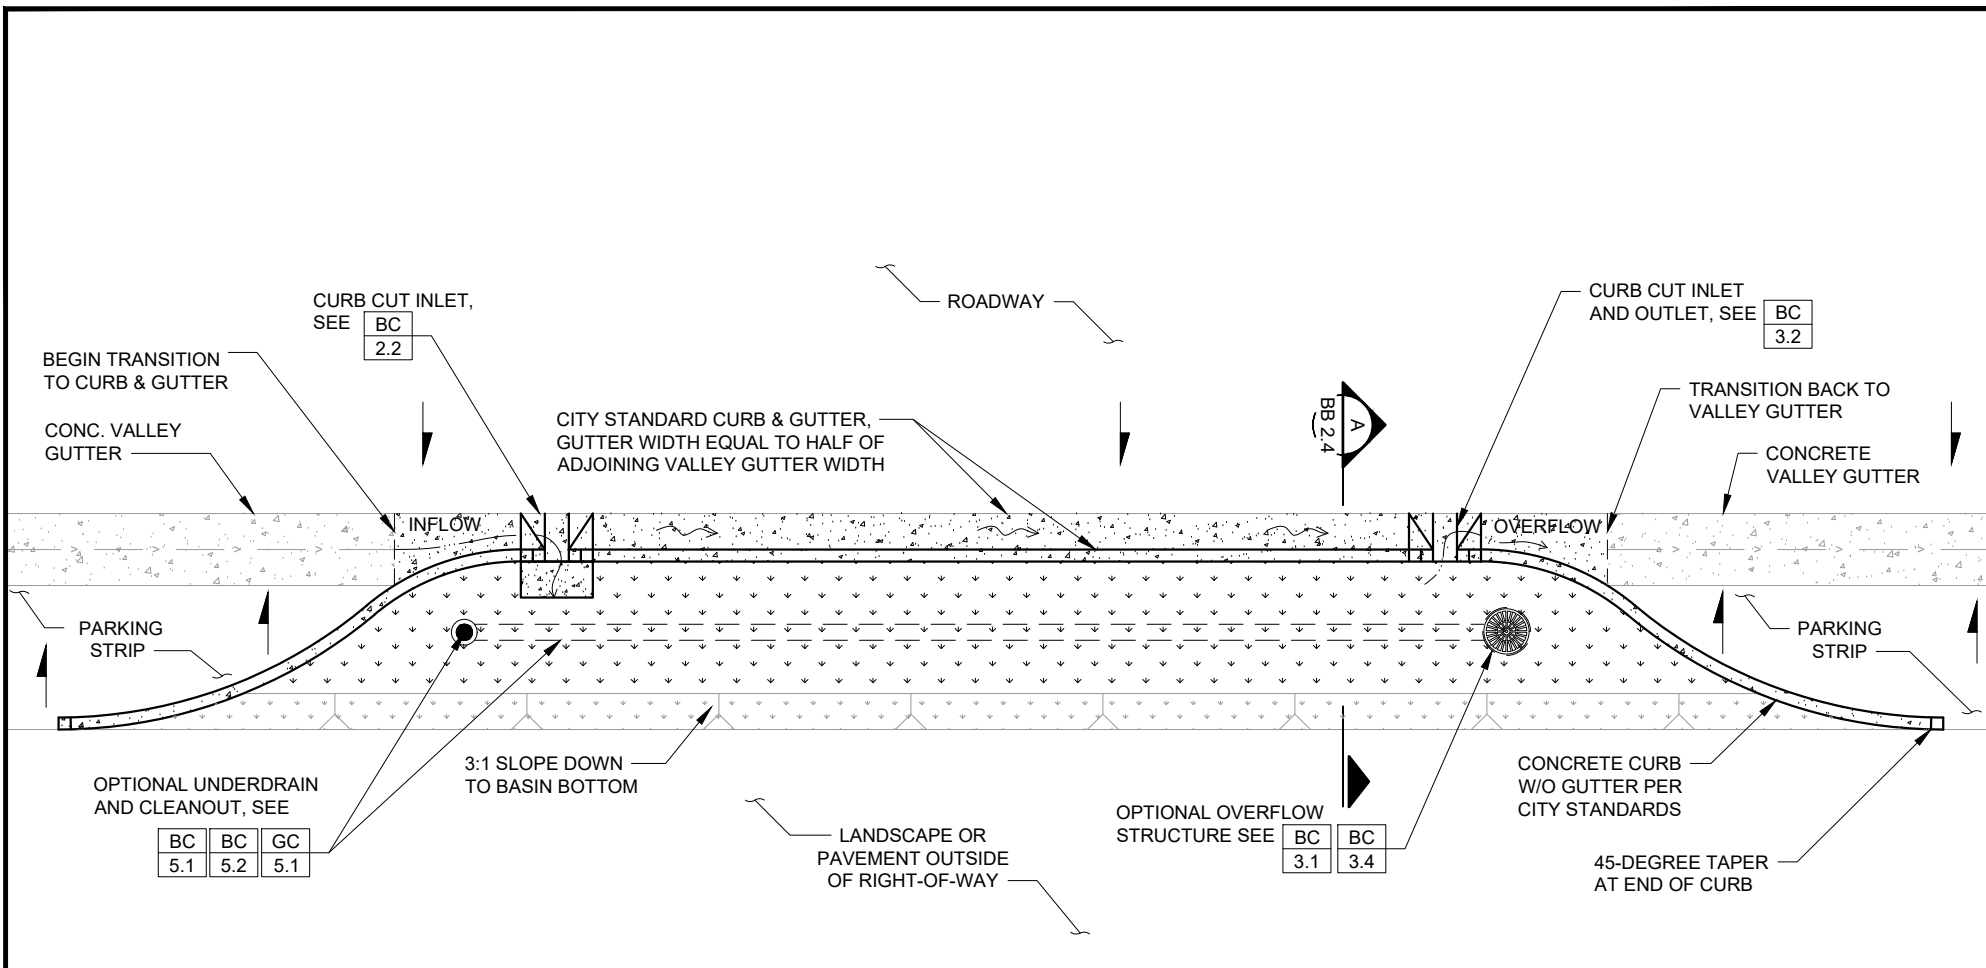 ROADWAY
CURB CUT INLET,
SEE
BC
2.2
CURB CUT INLET
AND OUTLET, SEE
BC
3.2
BEGIN TRANSITION
TO CURB & GUTTER
TRANSITION BACK TO
VALLEY GUTTER
CONC. VALLEY
GUTTER
CITY STANDARD CURB & GUTTER,
GUTTER WIDTH EQUAL TO HALF OF
ADJOINING VALLEY GUTTER WIDTH
A
BB 2.4
CONCRETE
VALLEY GUTTER
INFLOW
OVERFLOW
PARKING
STRIP
PARKING
STRIP
OPTIONAL UNDERDRAIN
AND CLEANOUT, SEE
BC BC GC
5.1 5.2 5.1
3:1 SLOPE DOWN
TO BASIN BOTTOM
LANDSCAPE OR
PAVEMENT OUTSIDE
OF RIGHT-OF-WAY
OPTIONAL OVERFLOW
STRUCTURE SEE
BC BC
3.1 3.4
CONCRETE CURB
W/O GUTTER PER
CITY STANDARDS
45-DEGREE TAPER
AT END OF CURB